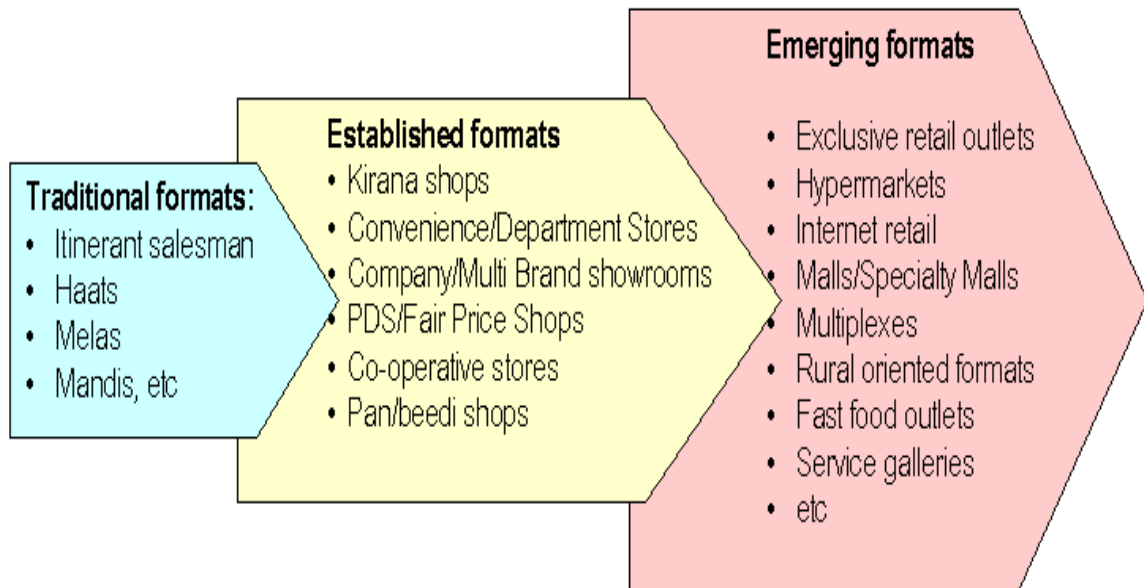 Traditional formats:
• Itinerant salesman
• Haats
• Melas
• Mandis, etc
Established formats
• Kirana shops
• Convenience/Department Stores
• Company/Multi Brand showrooms
• PDS/Fair Price Shops
• Co-operative stores
• Pan/beedi shops
Emerging formats
• Exclusive retail outlets
• Hypermarkets
• Internet retail
• Malls/Specialty Malls
• Multiplexes
• Rural oriented formats
• Fast food outlets
• Service galleries
• etc